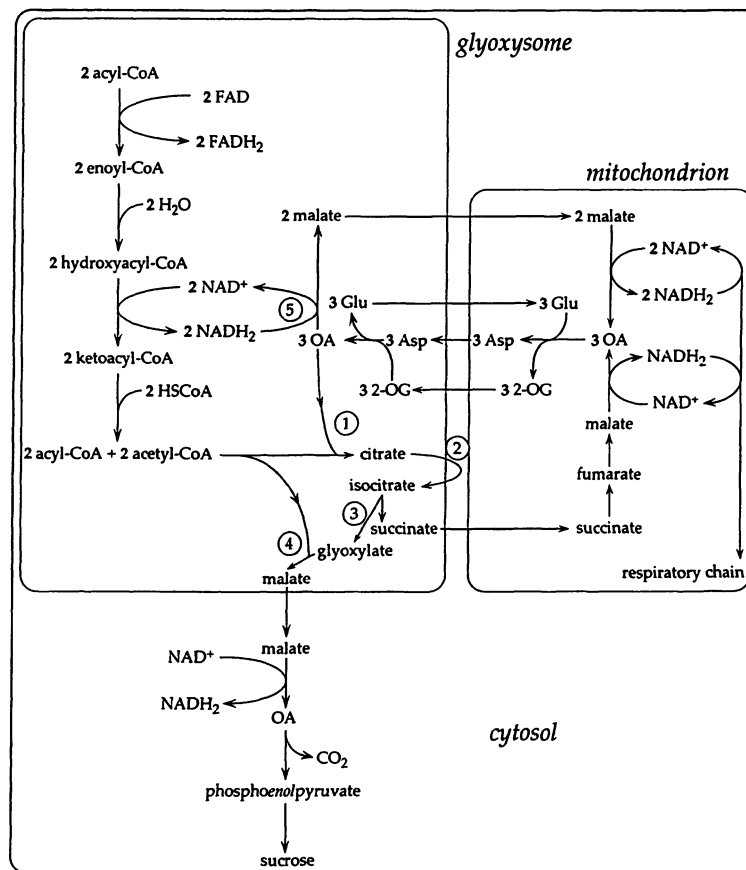 glyoxysome
2 acyl-CoA
2 FAD
2 FADH2
2 enoyl-CoA
2 H2O
2 hydroxyacyl-CoA
2 NAD+
5
2 NADH2
2 ketoacyl-CoA
2 HSCoA
2 acyl-CoA + 2 acetyl-CoA
2 malate
3 Glu
3 OA
3 Asp
3 2-OG
1
citrate
2
isocitrate
3
succinate
4
glyoxylate
malate
mitochondrion
2 malate
2 NAD+
2 NADH2
3 Glu
3 Asp
3 OA
3 2-OG
NADH2
NAD+
malate
fumarate
succinate
respiratory chain
malate
NAD+
NADH2
OA
CO2
phosphoenolpyruvate
sucrose
cytosol